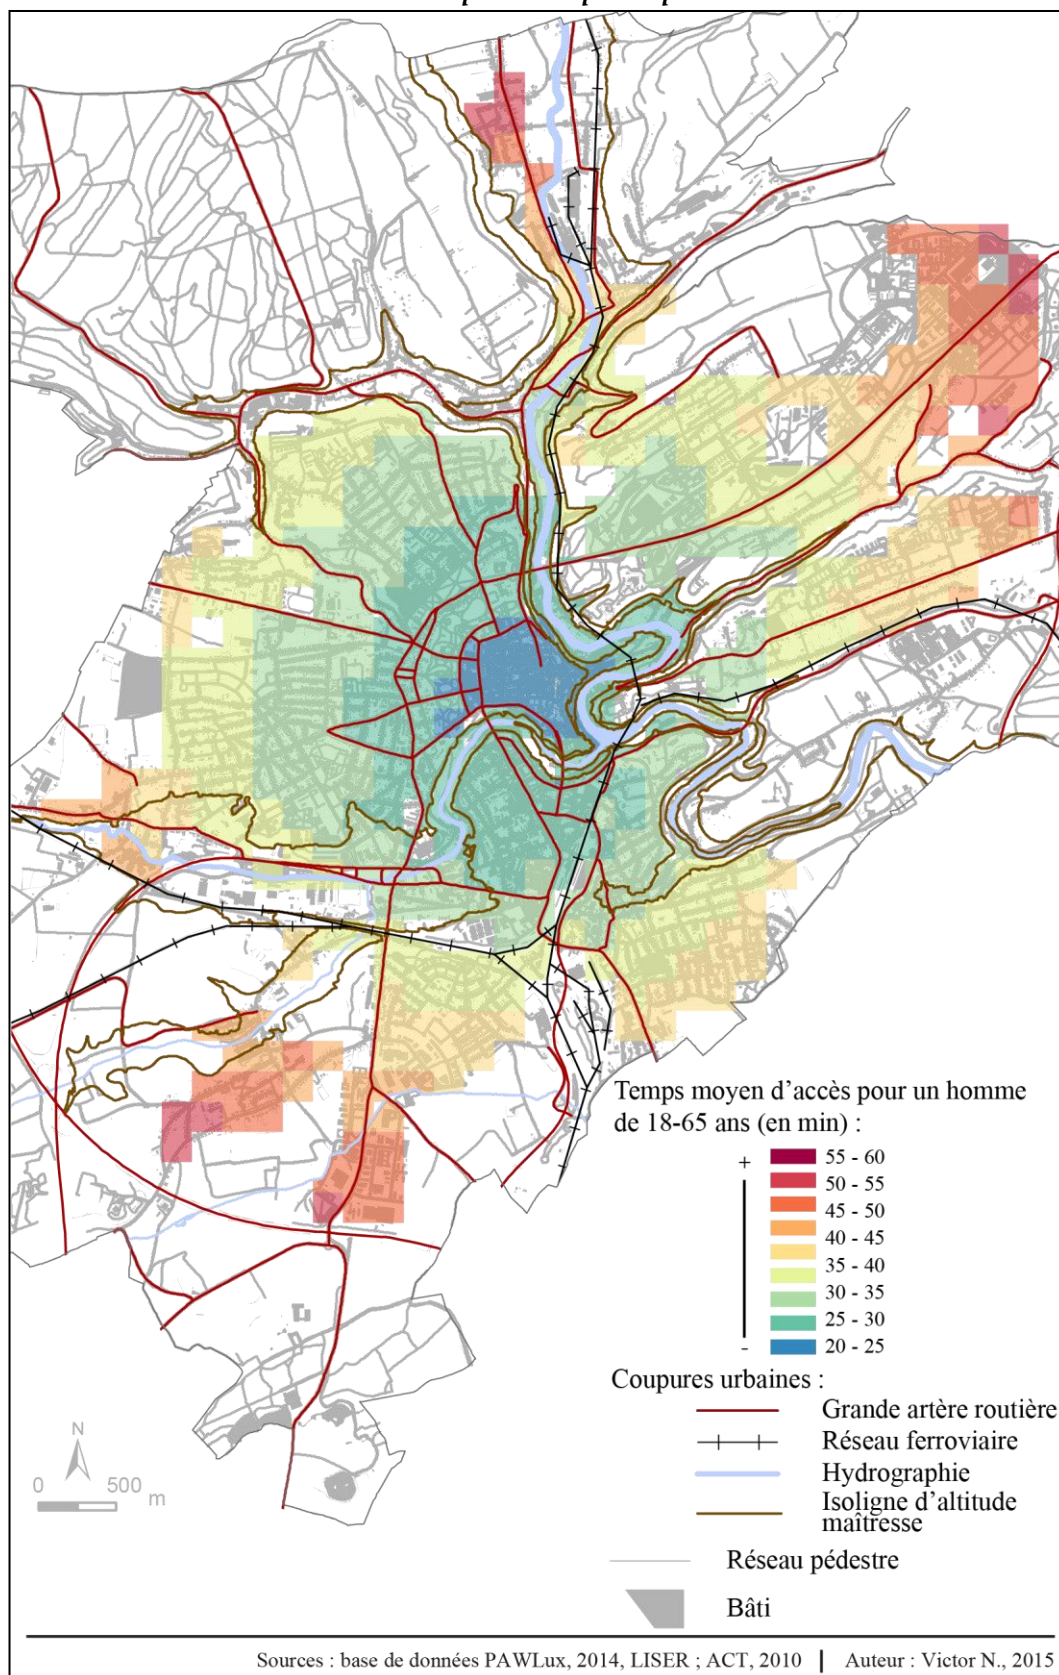 Temps moyen d'accès pour un homme
de 18-65 ans (en min) :
+
55 - 60
50 - 55
45 - 50
40 - 45
35 - 40
30 - 35
25 - 30
20 - 25
-
Coupures urbaines :
Grande artère routière
Réseau ferroviaire
Hydrographie
Isoligne d'altitude
maîtresse
Réseau pédestre
Bâti
N
0 500 m
Sources : base de données PAWLux, 2014, LISER ; ACT, 2010 | Auteur : Victor N., 2015